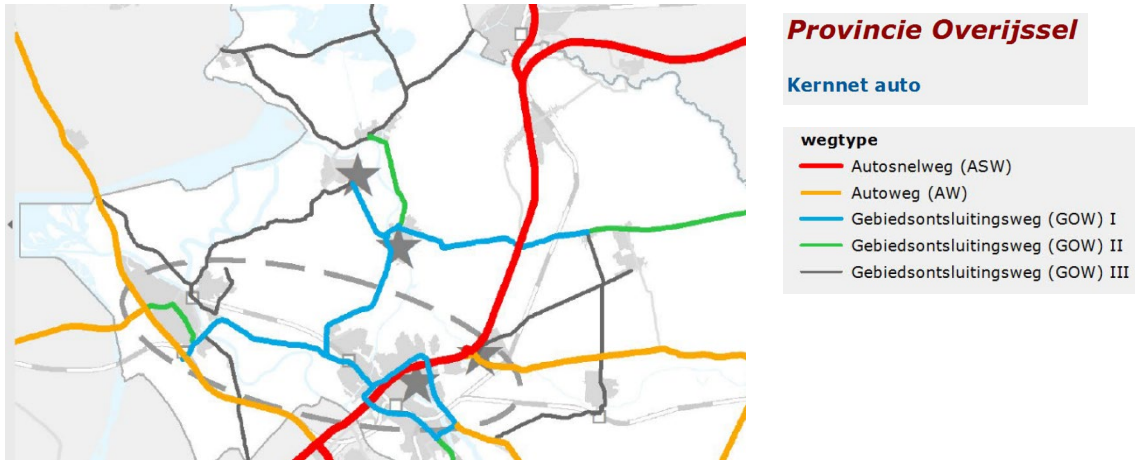 Provincie Overijssel
Kernnet auto
wegtype
Autosnelweg (ASW)
Autoweg (AW)
Gebiedsontsluitingsweg (GOW) I
Gebiedsontsluitingsweg (GOW) II
Gebiedsontsluitingsweg (GOW) III